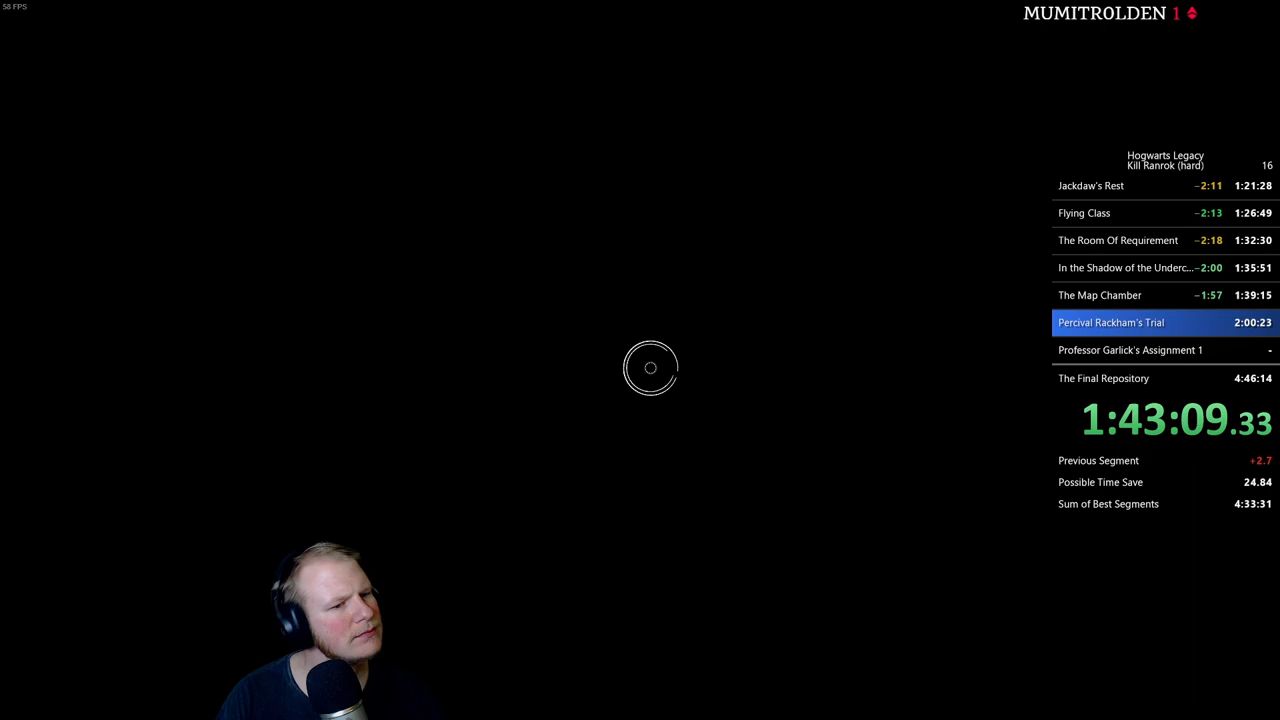 58 FPS
MUMITR0LDEN 1
Hogwarts Legacy
Kill Ranrok (hard) 16
Jackdaw's Rest -2:11 1:21:28
Flying Class -2:13 1:26:49
The Room Of Requirement -2:18 1:32:30
In the Shadow of the Underc... -2:00 1:35:51
The Map Chamber -1:57 1:39:15
Percival Rackham's Trial 2:00:23
Professor Garlick's Assignment 1 -
The Final Repository 4:46:14
1:43:09.33
Previous Segment +2.7
Possible Time Save 24.84
Sum of Best Segments 4:33:31